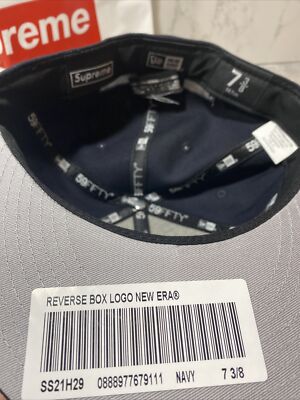 preme
Supreme
7 3/8
59FIFTY
59FIFTY
59FIFTY
59FIFTY
REVERSE BOX LOGO NEW ERA®
SS21H29 0888977679111 NAVY 7 3/8